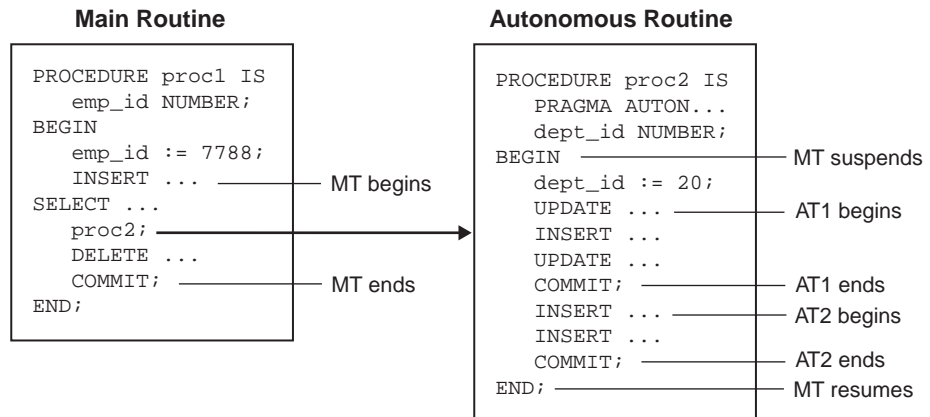 Main Routine
PROCEDURE proc1 IS
emp_id NUMBER;
BEGIN
emp_id := 7788;
INSERT ...
MT begins
SELECT ...
proc2;
DELETE ...
COMMIT;
MT ends
END;
Autonomous Routine
PROCEDURE proc2 IS
PRAGMA AUTON...
dept_id NUMBER;
BEGIN
MT suspends
dept_id := 20;
UPDATE ...
AT1 begins
INSERT ...
UPDATE ...
COMMIT;
AT1 ends
INSERT ...
AT2 begins
INSERT ...
COMMIT;
AT2 ends
END;
MT resumes